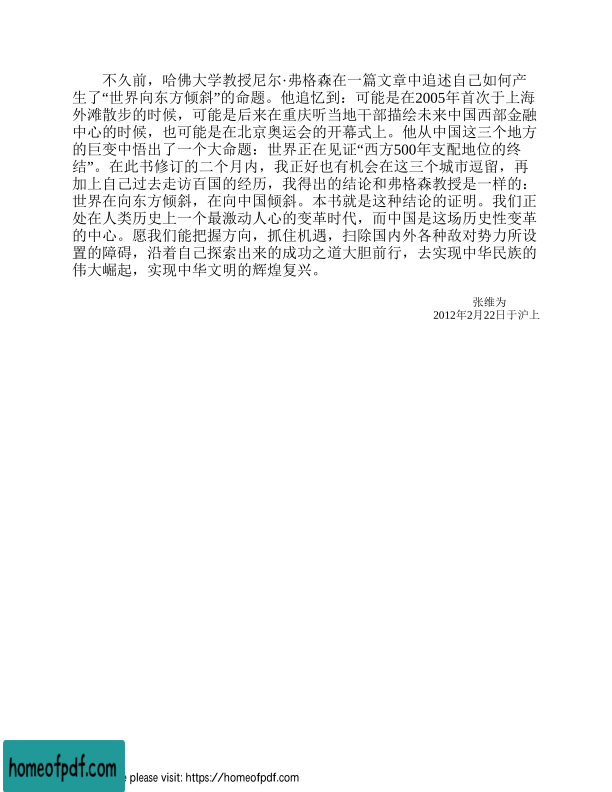 不久前，哈佛大学教授尼尔·弗格森在一篇文章中追述自己如何产
生了“世界向东方倾斜”的命题。他追忆到：可能是在2005年首次于上海
外滩散步的时候，可能是后来在重庆听当地干部描绘未来中国西部金融
中心的时候，也可能是在北京奥运会的开幕式上。他从中国这三个地方
的巨变中悟出了一个大命题：世界正在见证“西方500年支配地位的终
结”。在此书修订的二个月内，我正好也有机会在这三个城市逗留，再
加上自己过去走访百国的经历，我得出的结论和弗格森教授是一样的：
世界在向东方倾斜，在向中国倾斜。本书就是这种结论的证明。我们正
处在人类历史上一个最激动人心的变革时代，而中国是这场历史性变革
的中心。愿我们能把握方向，抓住机遇，扫除国内外各种敌对势力所设
置的障碍，沿着自己探索出来的成功之道大胆前行，去实现中华民族的
伟大崛起，实现中华文明的辉煌复兴。
张维为
2012年2月22日于沪上
homeofpdf.com
please visit: https://homeofpdf.com